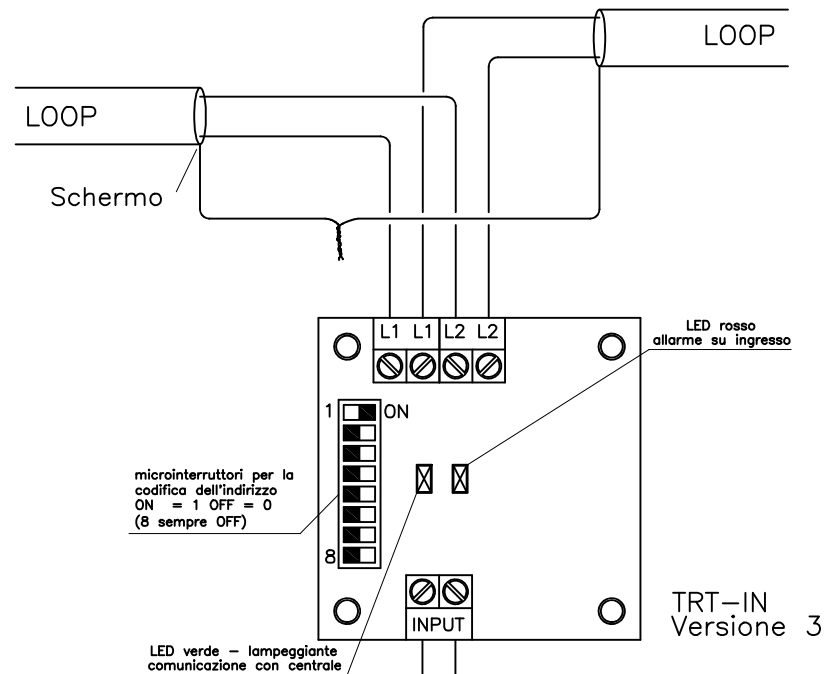 LOOP
LOOP
Schermo
L1 L1 L2 L2
LED rosso
allarme su ingresso
1 ON
microinterruttori per la
codifica dell'indirizzo
ON = 1 OFF = 0
(8 sempre OFF)
8
INPUT
TRT-IN
Versione 3
LED verde - lampeggiante
comunicazione con centrale